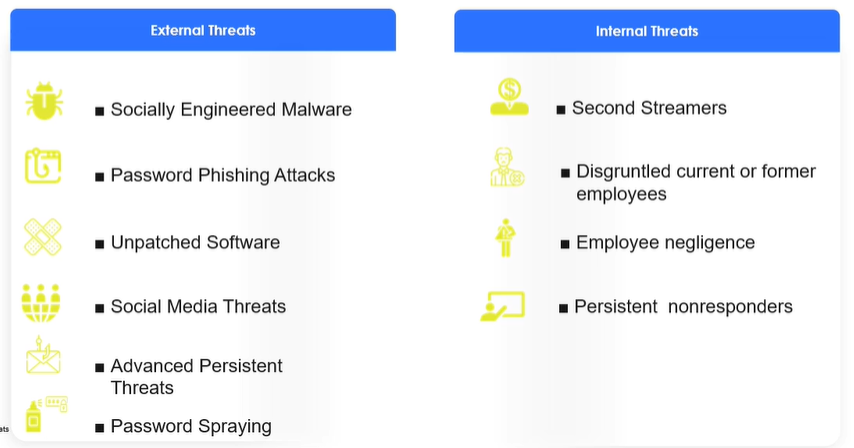 External Threats
■ Socially Engineered Malware
■ Password Phishing Attacks
■ Unpatched Software
■ Social Media Threats
■ Advanced Persistent
Threats
■ Password Spraying
Internal Threats
■ Second Streamers
■ Disgruntled current or former
employees
■ Employee negligence
■ Persistent nonresponders
ats